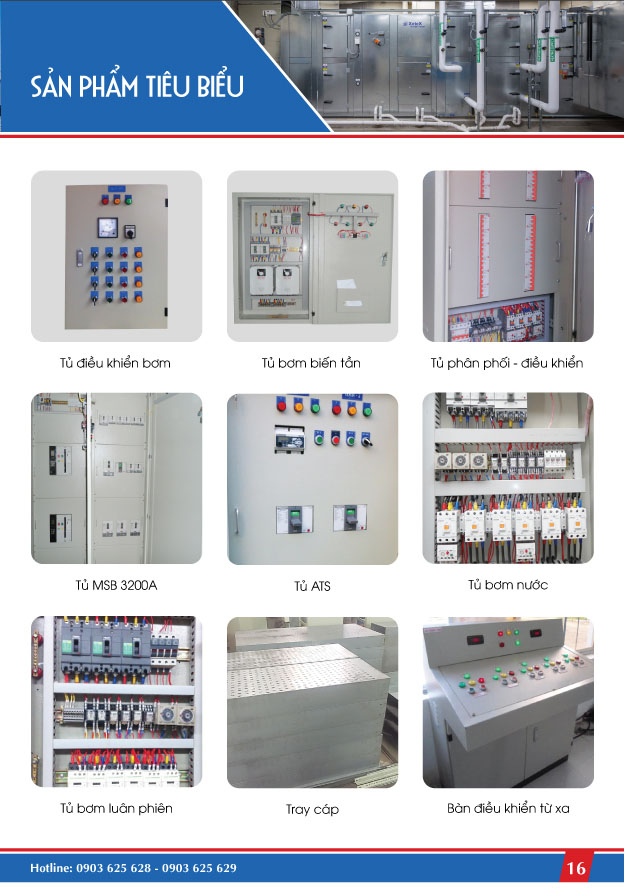 SẢN PHẨM TIÊU BIỂU
XeteX
Tủ điều khiển bơm
Tủ bơm biến tần
Tủ phân phối - điều khiển
Tủ MSB 3200A
Tủ ATS
Tủ bơm nước
Tủ bơm luân phiên
Tray cáp
Bàn điều khiển từ xa
Hotline: 0903 625 628 - 0903 625 629
16